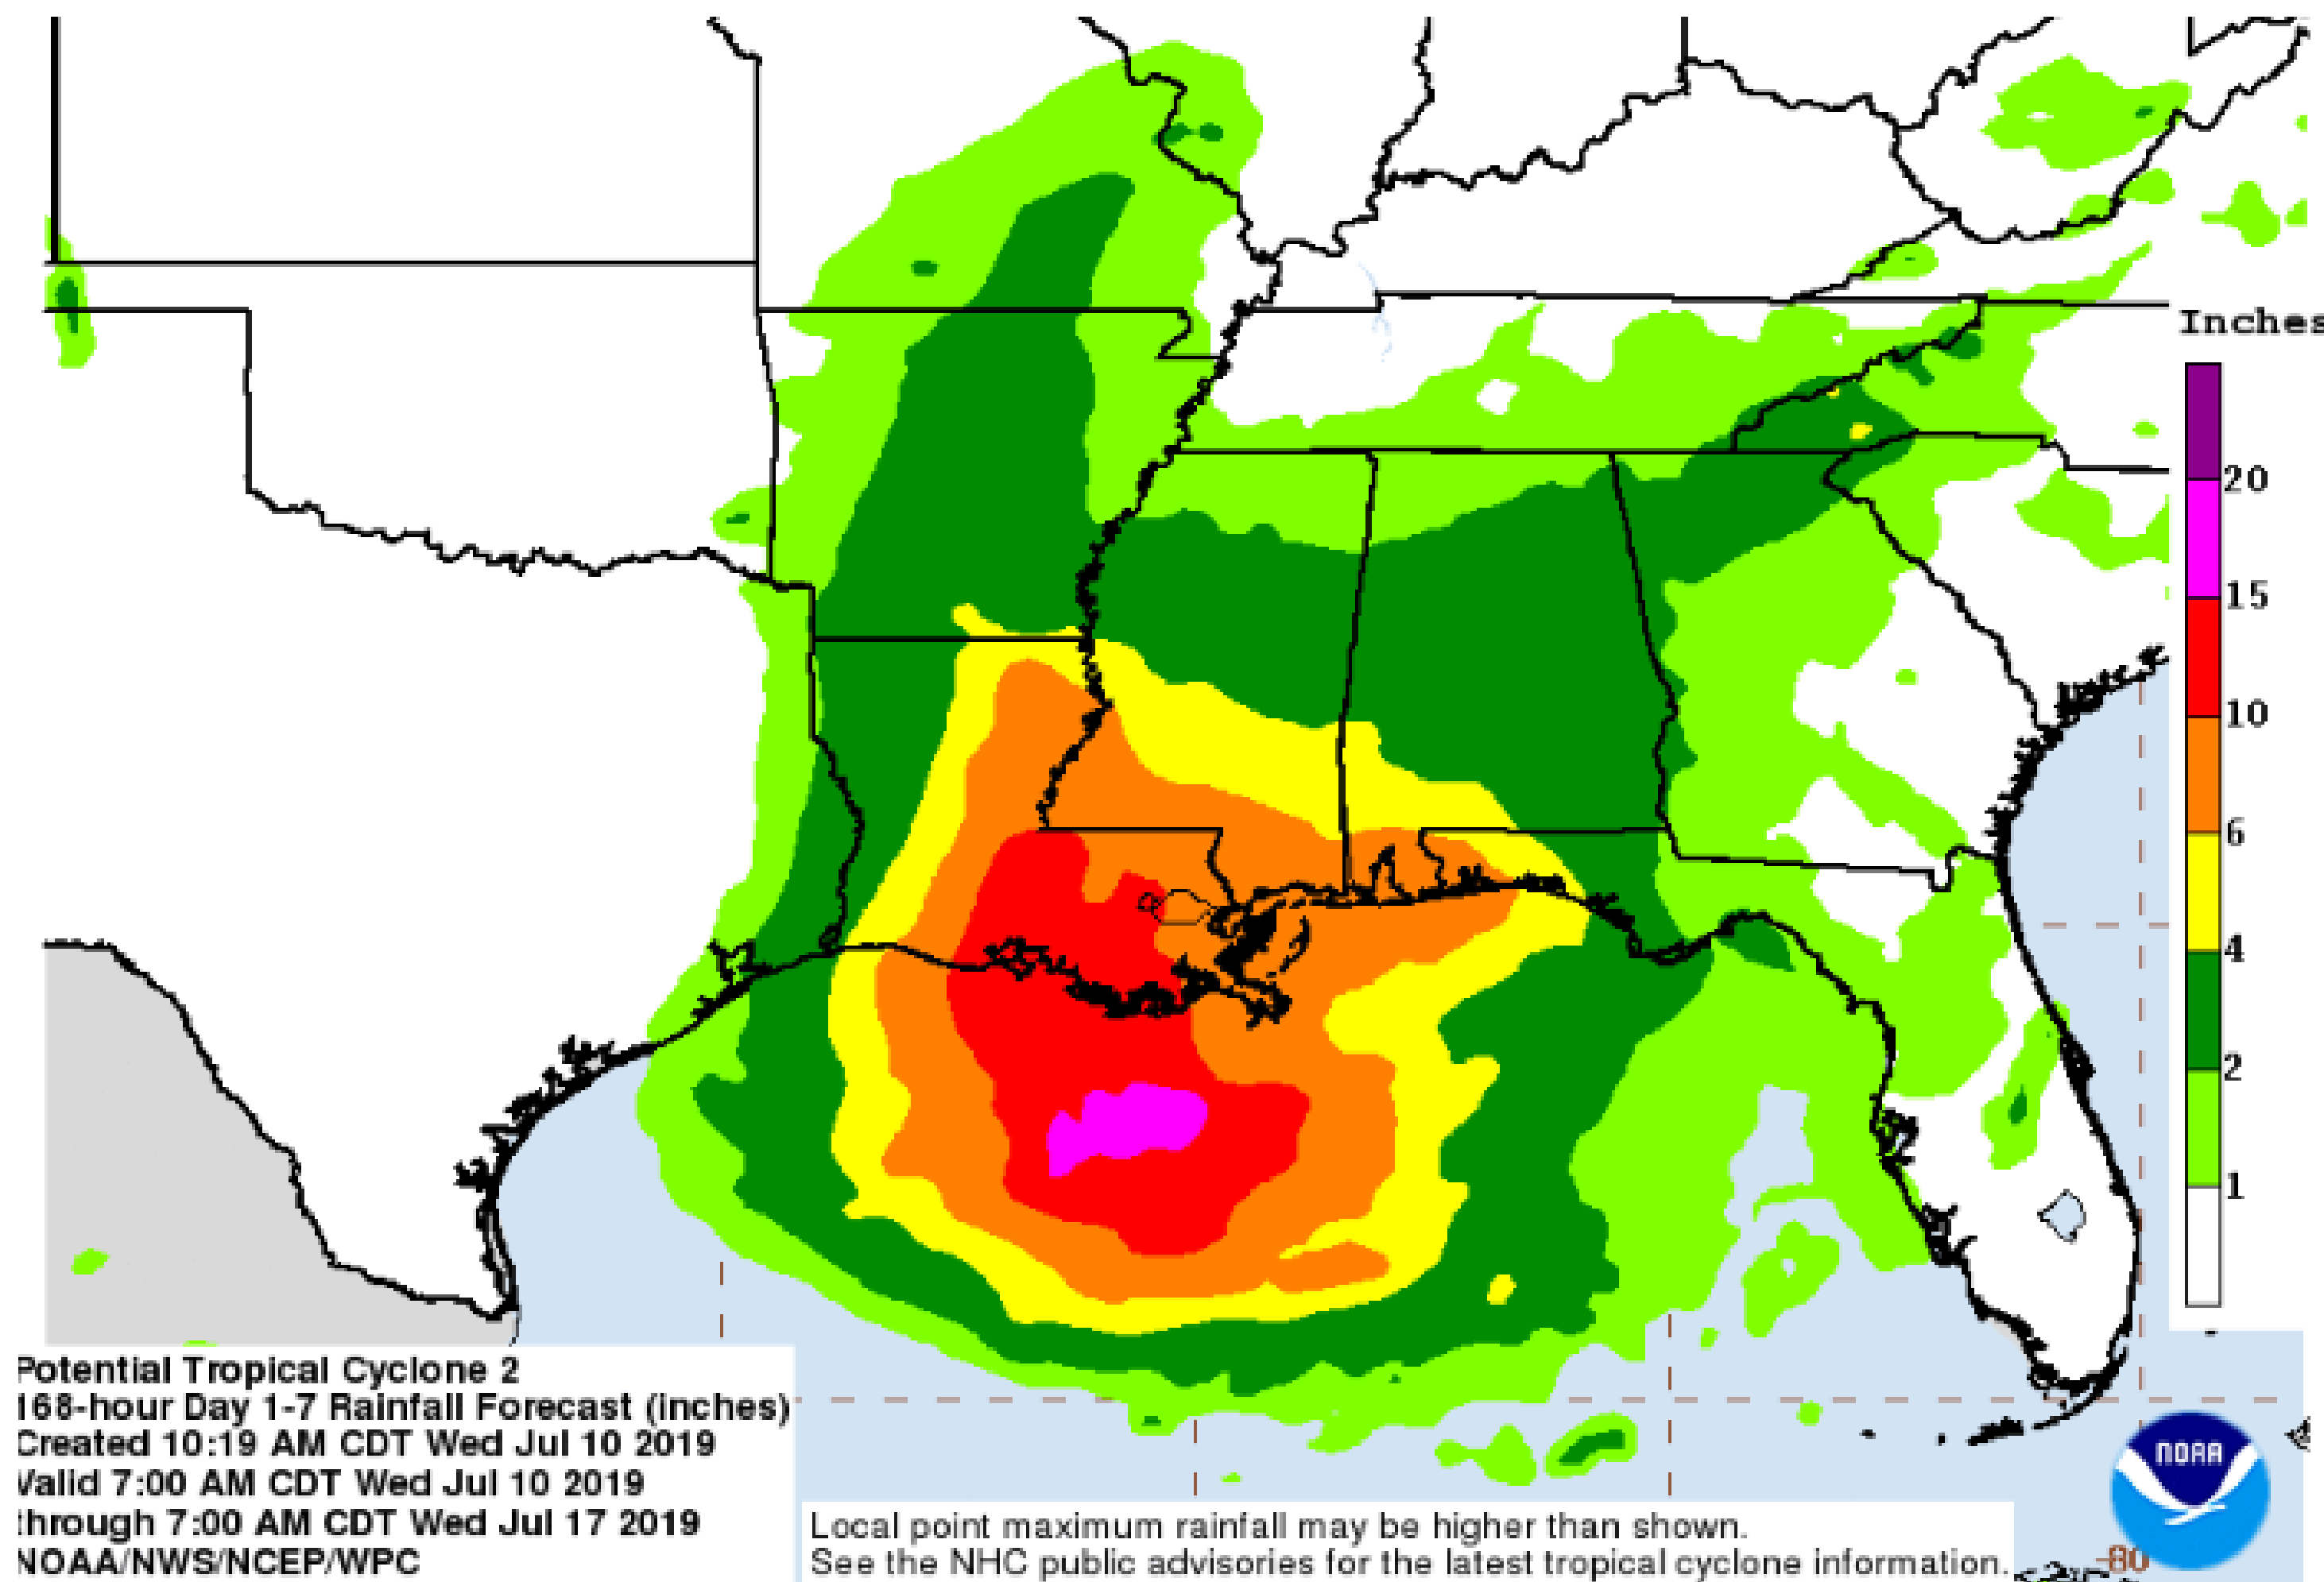 Inches
20
15
10
6
4
2
1
Potential Tropical Cyclone 2
168-hour Day 1-7 Rainfall Forecast (inches)
Created 10:19 AM CDT Wed Jul 10 2019
Valid 7:00 AM CDT Wed Jul 10 2019
through 7:00 AM CDT Wed Jul 17 2019
NOAA/NWS/NCEP/WPC
NOAA
Local point maximum rainfall may be higher than shown.
See the NHC public advisories for the latest tropical cyclone information.
-80